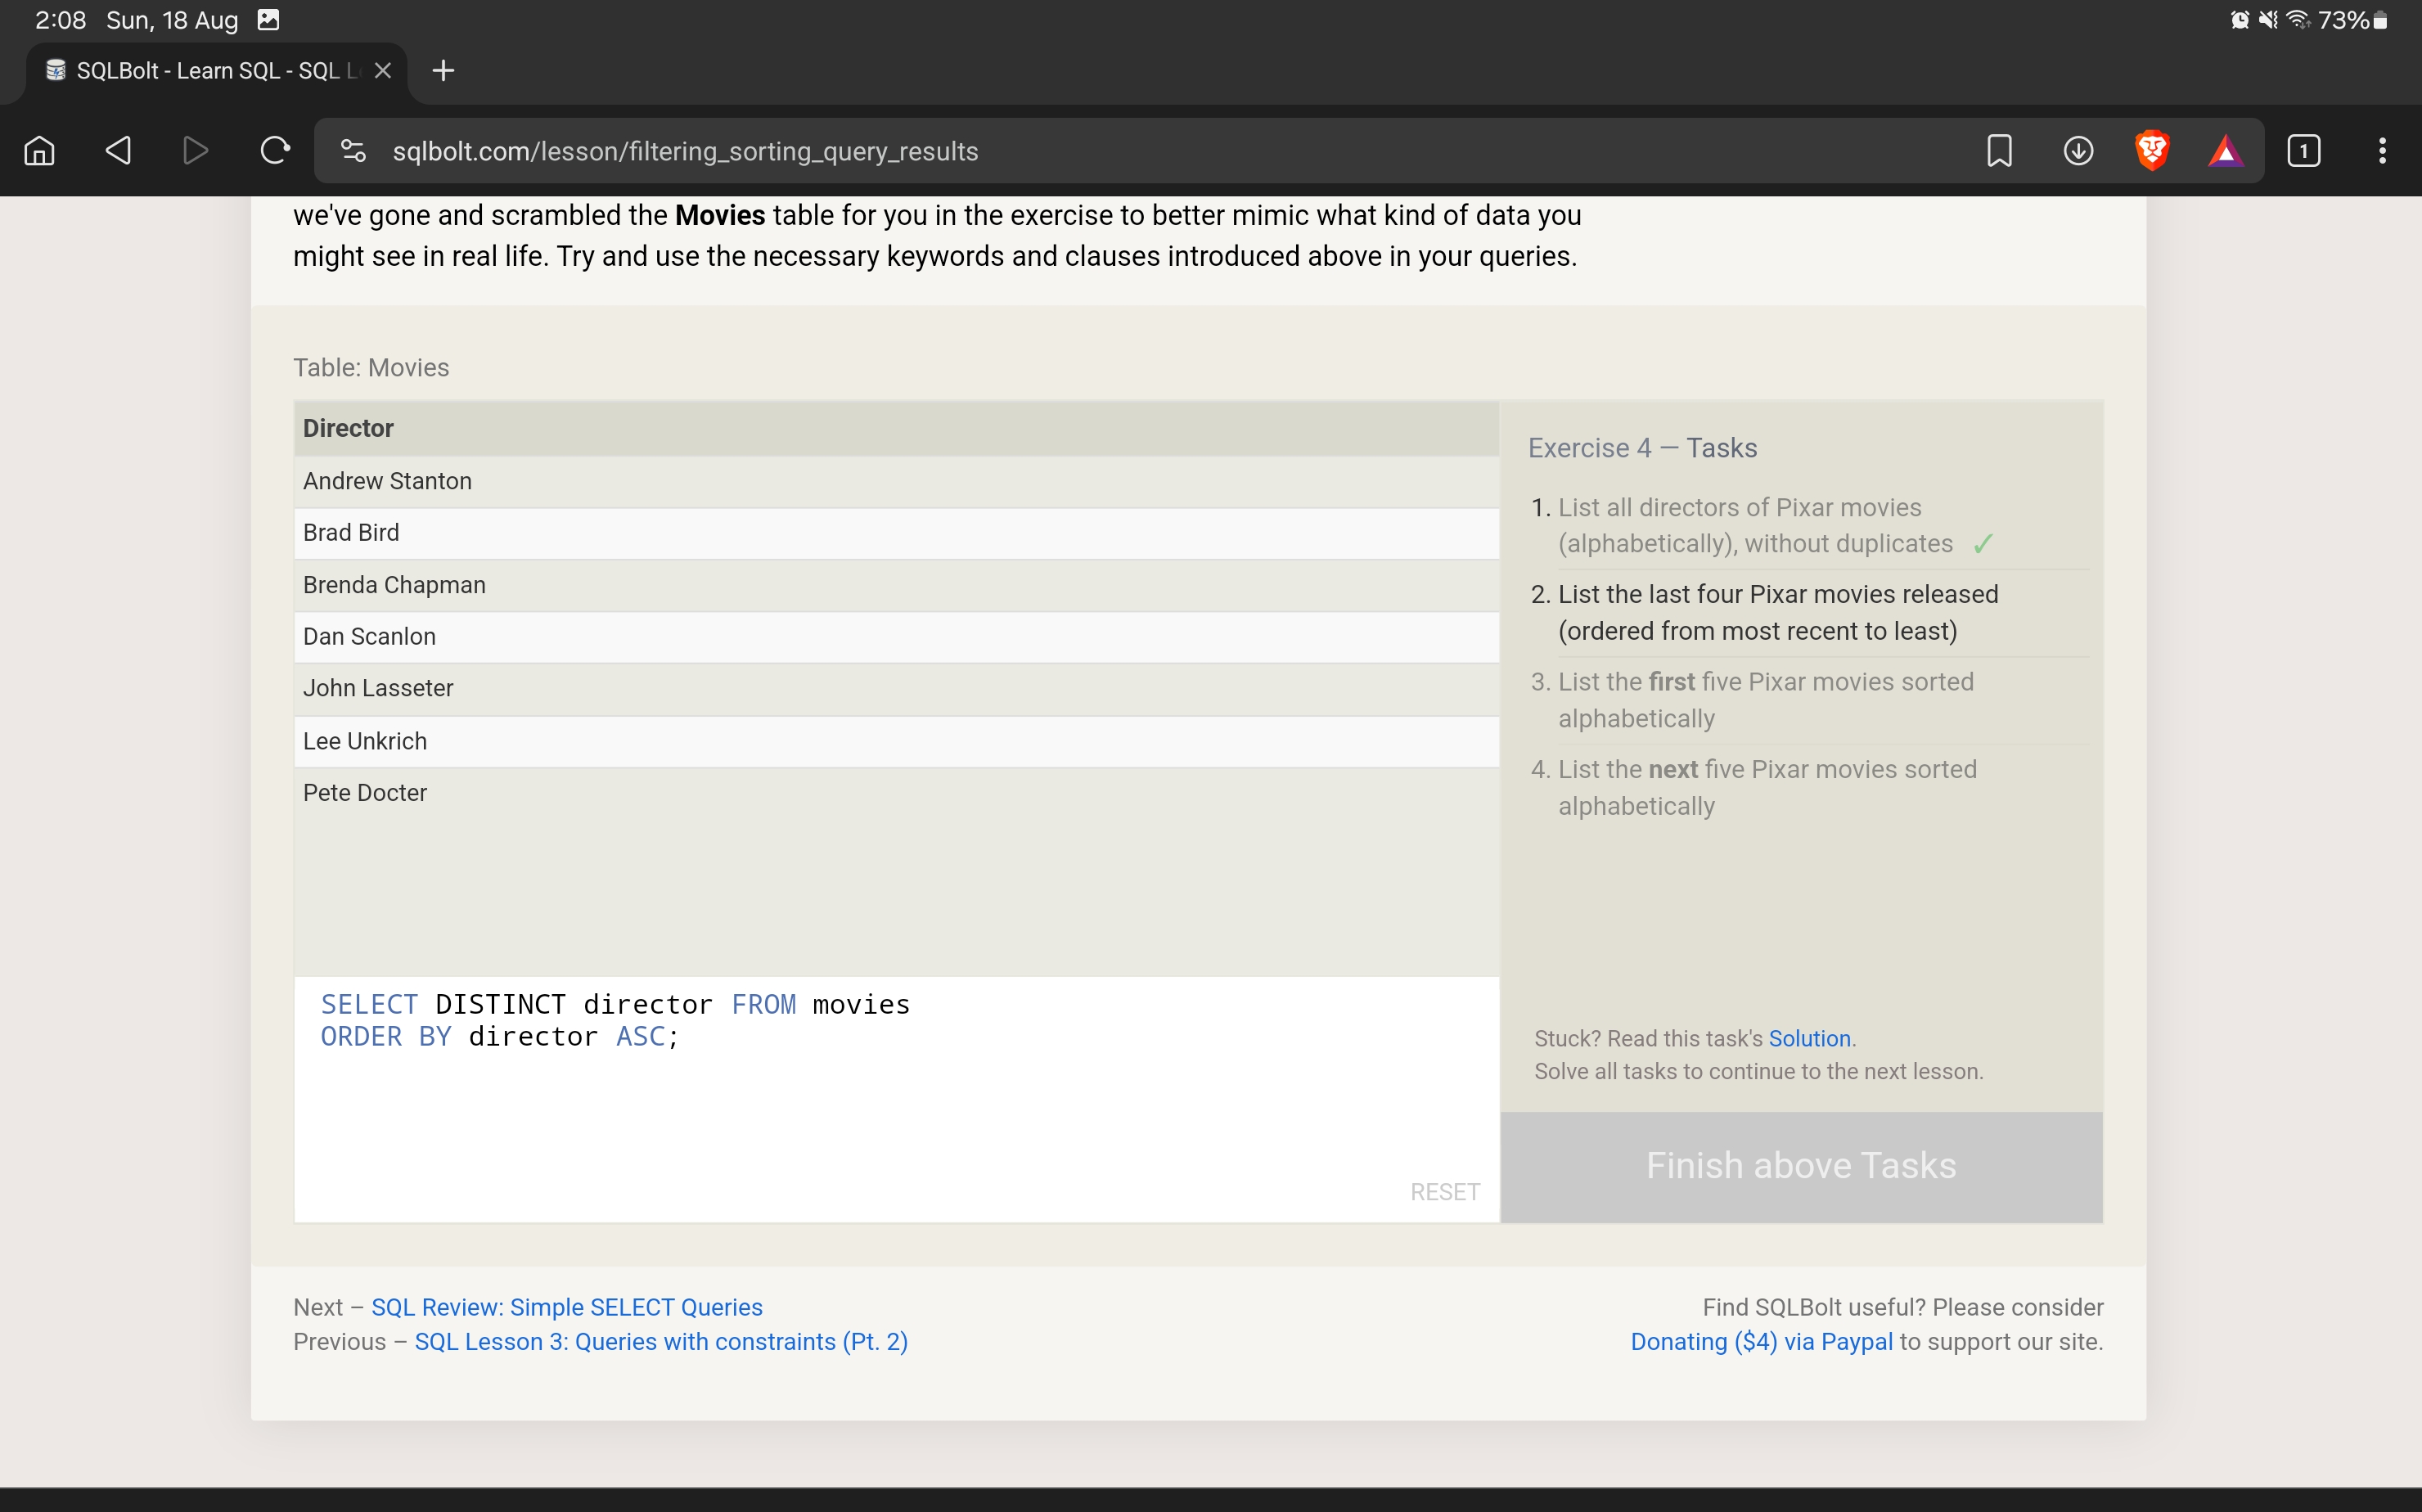 2:08 Sun, 18 Aug 73%
SQLBolt - Learn SQL - SQL L
sqlbolt.com/lesson/filtering_sorting_query_results 1
we've gone and scrambled the Movies table for you in the exercise to better mimic what kind of data you
might see in real life. Try and use the necessary keywords and clauses introduced above in your queries.
Table: Movies
Director
Andrew Stanton
Brad Bird
Brenda Chapman
Dan Scanlon
John Lasseter
Lee Unkrich
Pete Docter
SELECT DISTINCT director FROM movies
ORDER BY director ASC;
RESET
Exercise 4 — Tasks
1. List all directors of Pixar movies
(alphabetically), without duplicates ✓
2. List the last four Pixar movies released
(ordered from most recent to least)
3. List the first five Pixar movies sorted
alphabetically
4. List the next five Pixar movies sorted
alphabetically
Stuck? Read this task's Solution.
Solve all tasks to continue to the next lesson.
Finish above Tasks
Next – SQL Review: Simple SELECT Queries
Previous – SQL Lesson 3: Queries with constraints (Pt. 2)
Find SQLBolt useful? Please consider
Donating ($4) via Paypal to support our site.